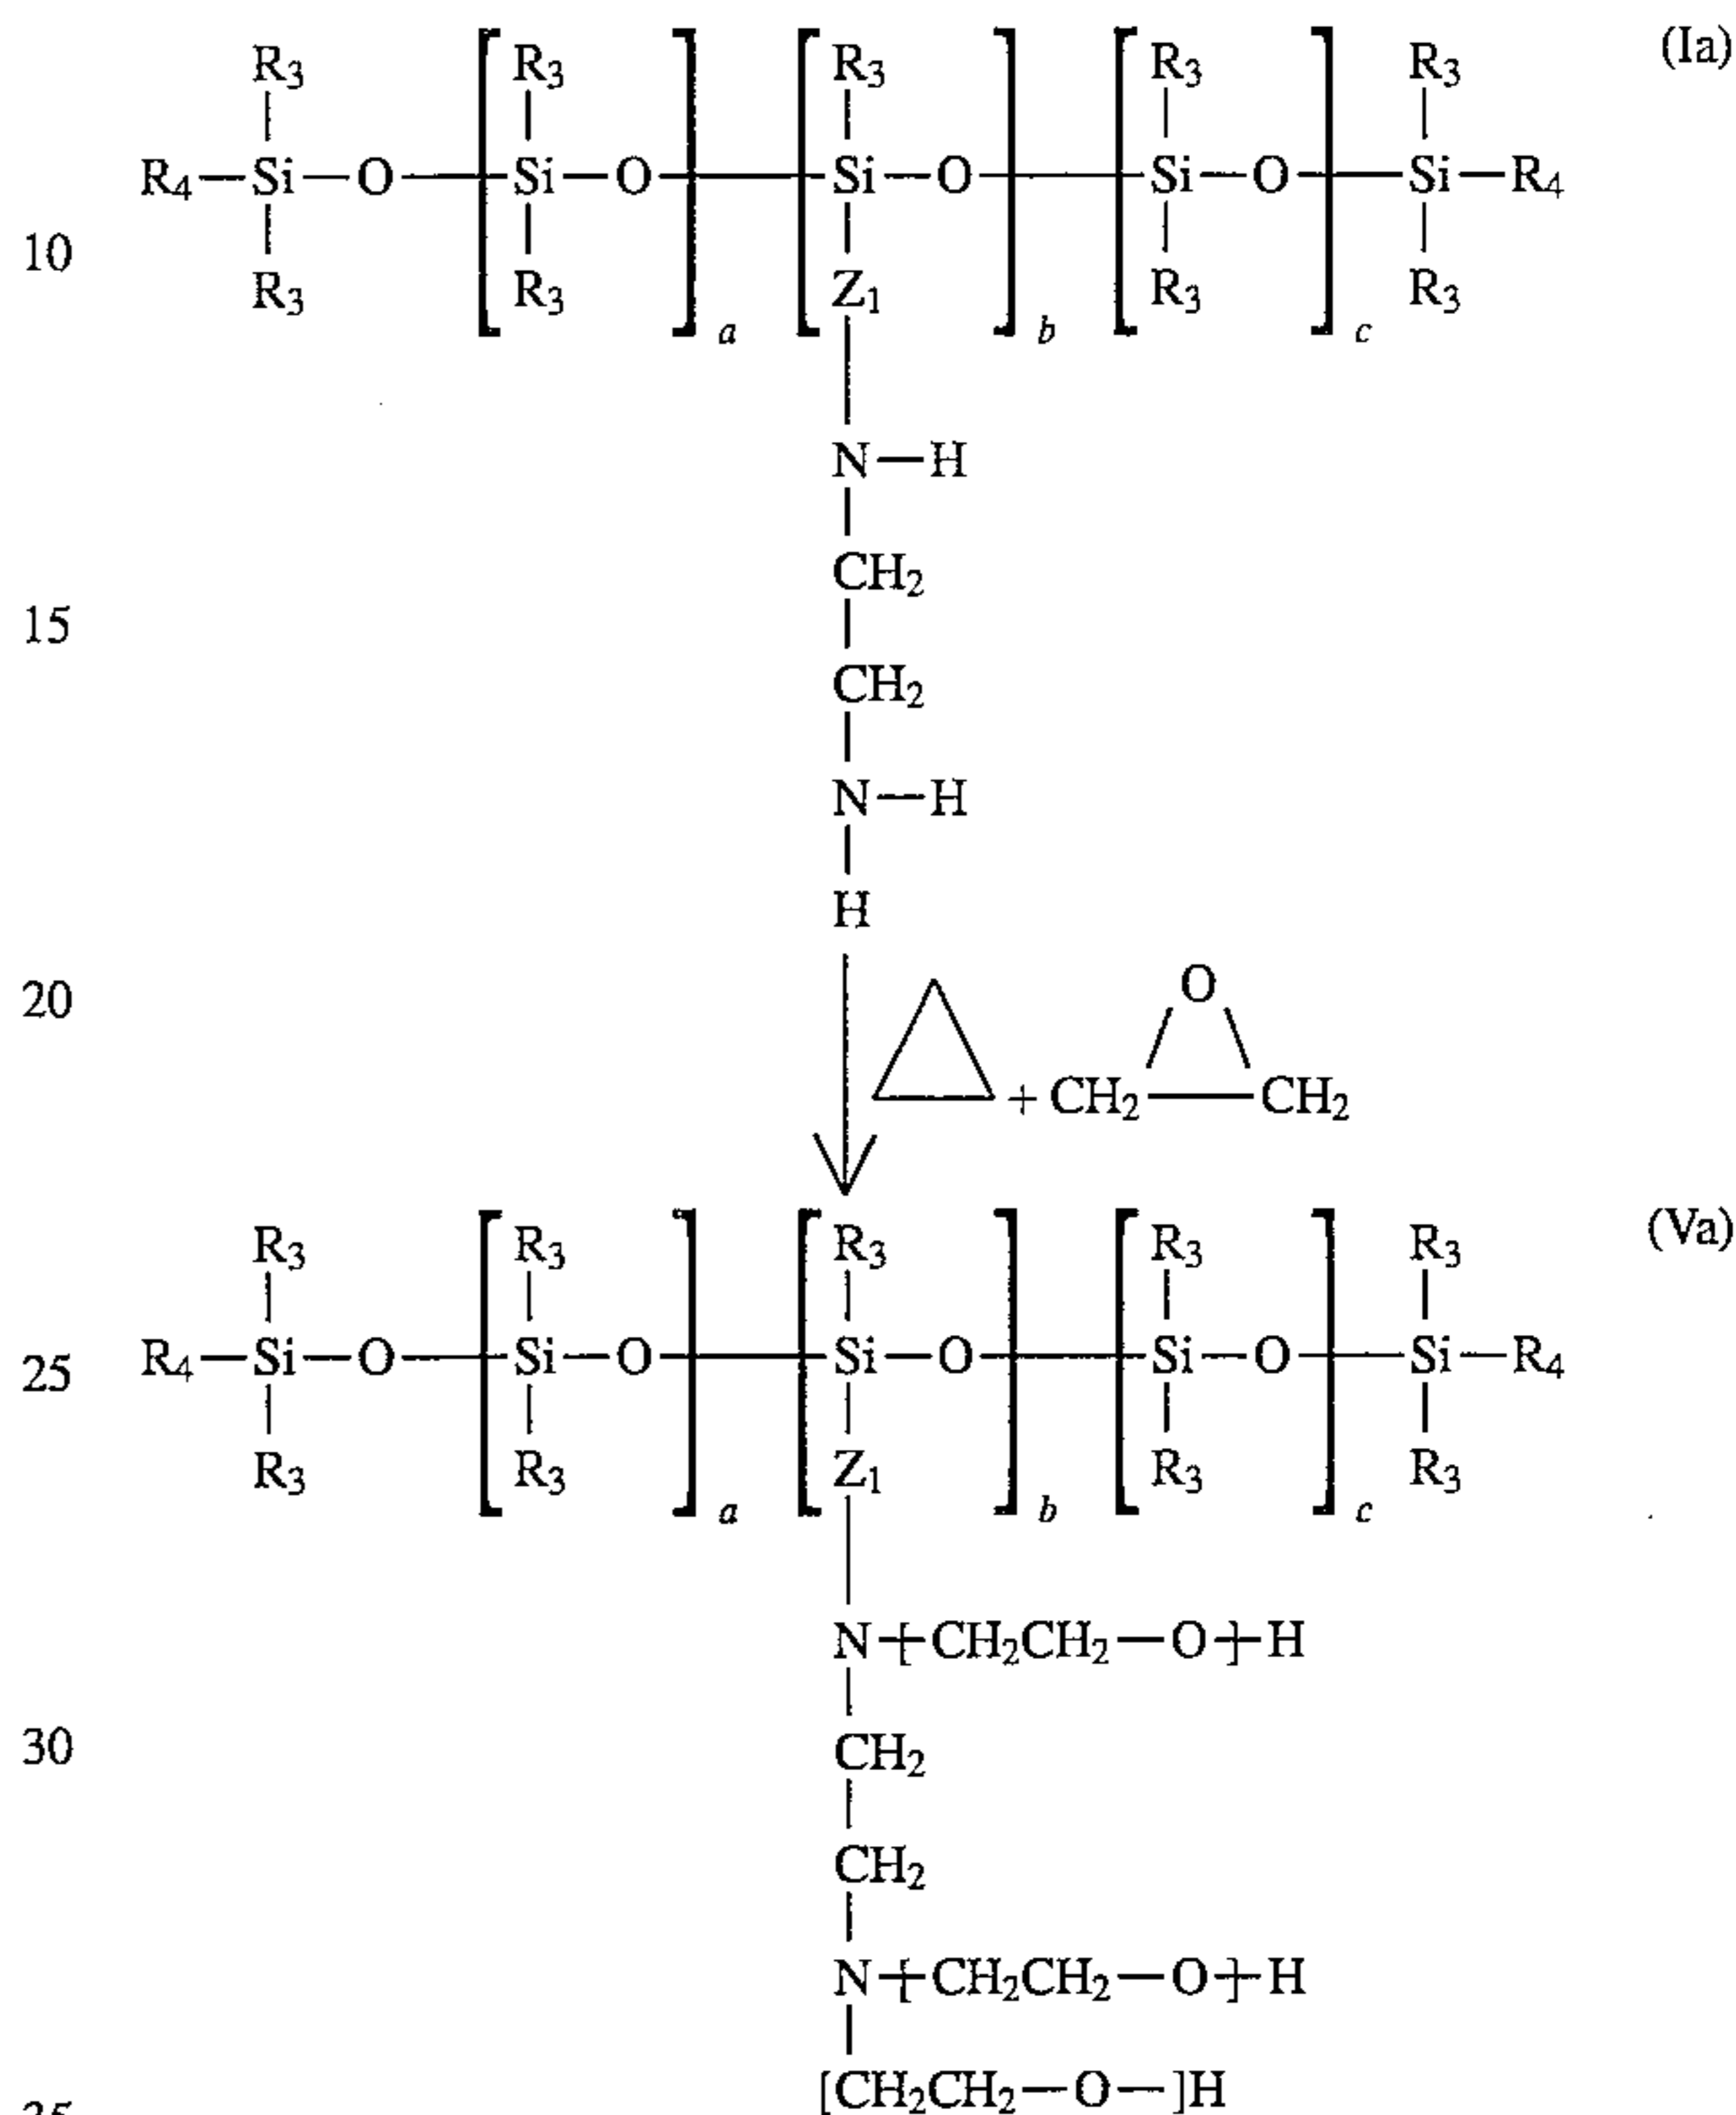 (Ia)
R3 R3 R3 R3 R3
R4—Si—O—[Si—O]a—[Si—O]b—[Si—O]c—Si—R4
10
R3 R3 Z1 R3 R3
N—H
CH2
15
CH2
N—H
H
20
O
+ CH2—CH2
(Va)
R3 R3 R3 R3 R3
25
R4—Si—O—[Si—O]a—[Si—O]b—[Si—O]c—Si—R4
R3 R3 Z1 R3 R3
N—[CH2CH2—O]—H
30
CH2
CH2
N—[CH2CH2—O]—H
[CH2CH2—O—]H
35